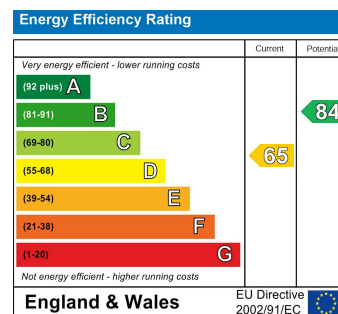 Energy Efficiency Rating
Current Potentia
Very energy efficient - lower running costs
(92 plus) A
(81-91) B 84
(69-80) C
(55-68) D 65
(39-54) E
(21-38) F
(1-20) G
Not energy efficient - higher running costs
England & Wales
EU Directive
2002/91/EC